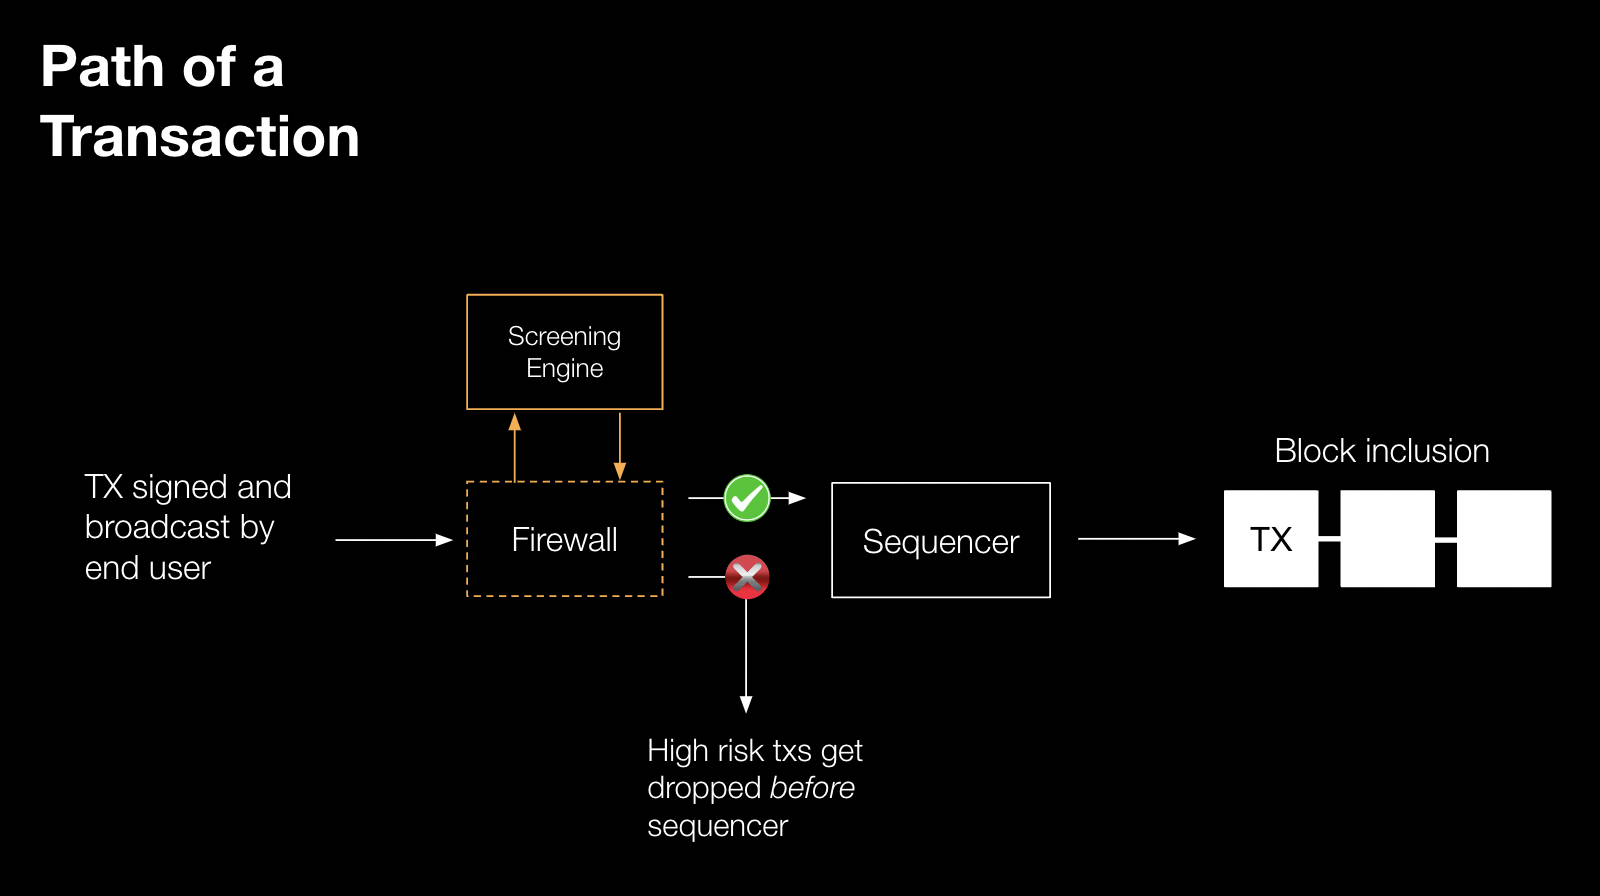 Path of a
Transaction
Screening
Engine
TX signed and
broadcast by
end user
Firewall
Sequencer
Block inclusion
TX
High risk txs get
dropped before
sequencer